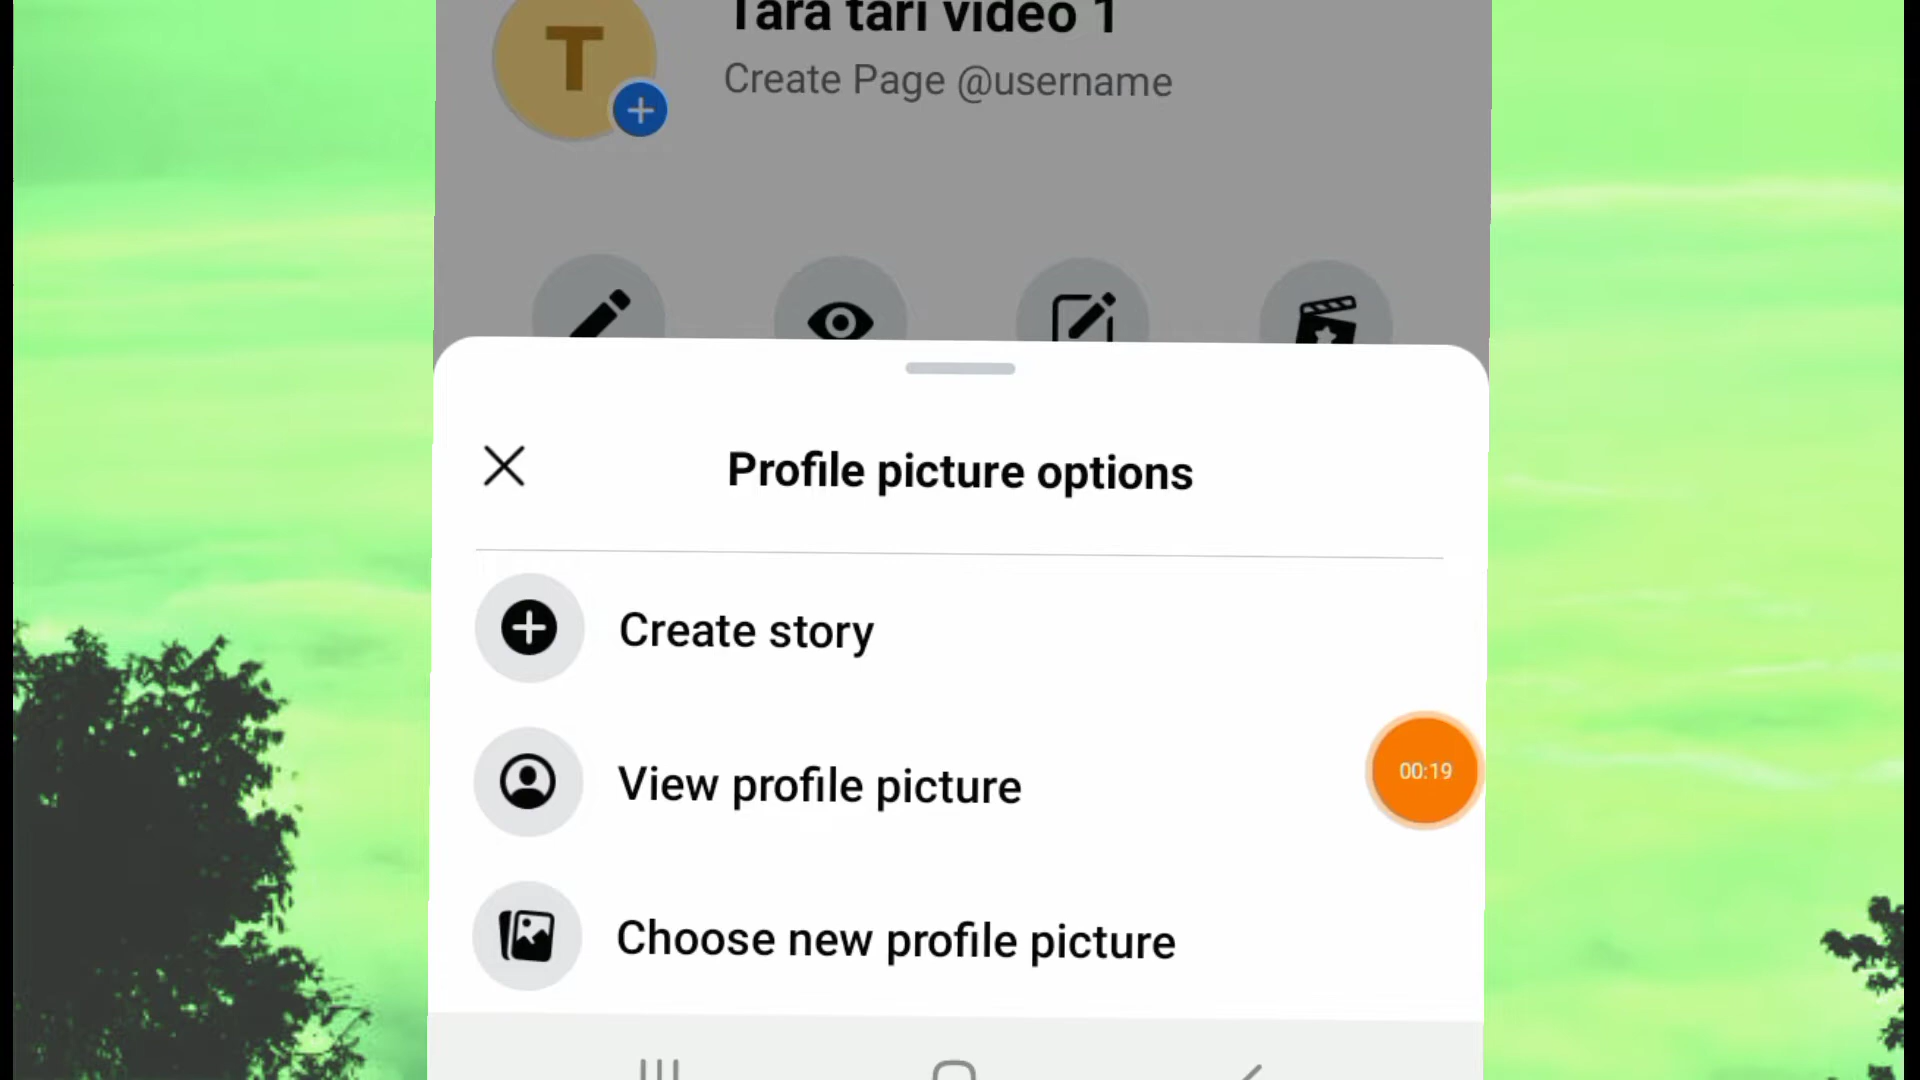 T
Tara tari video 1
Create Page @username
Profile picture options
Create story
View profile picture
00:19
Choose new profile picture